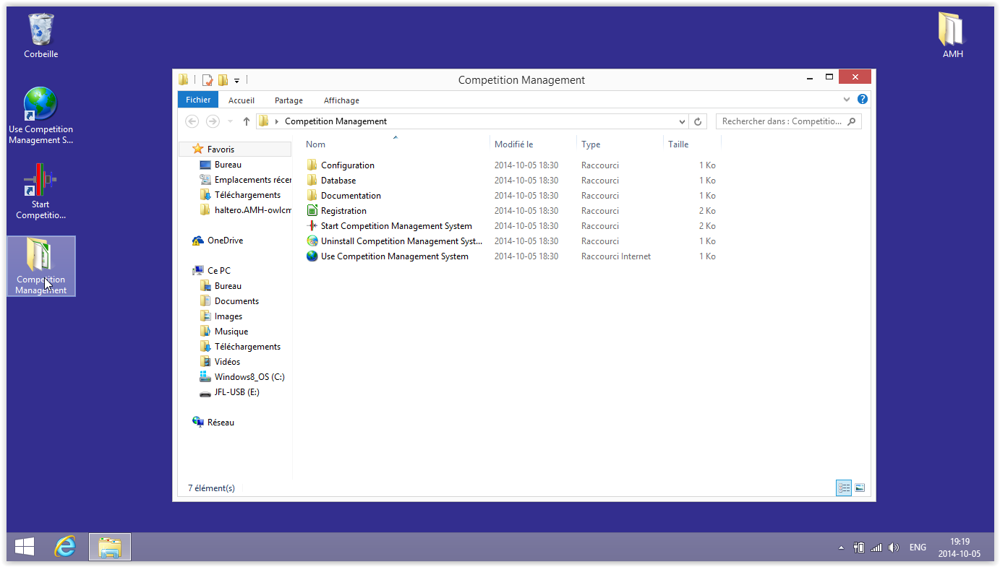 Corbeille
AMH
Use Competition
Management S...
Start
Competitio...
Competition
Management
Competition Management
Fichier
Accueil
Partage
Affichage
Competition Management
Rechercher dans : Competitio...
Favoris
Bureau
Emplacements récer
Téléchargements
haltero.AMH-owlcm
OneDrive
Ce PC
Bureau
Documents
Images
Musique
Téléchargements
Vidéos
Windows8_OS (C:)
JFL-USB (E:)
Réseau
Nom Modifié le Type Taille
Configuration 2014-10-05 18:30 Raccourci 1 Ko
Database 2014-10-05 18:30 Raccourci 1 Ko
Documentation 2014-10-05 18:30 Raccourci 1 Ko
Registration 2014-10-05 18:30 Raccourci 2 Ko
Start Competition Management System 2014-10-05 18:30 Raccourci 2 Ko
Uninstall Competition Management Syst... 2014-10-05 18:30 Raccourci 1 Ko
Use Competition Management System 2014-10-05 18:30 Raccourci Internet 1 Ko
7 élément(s)
ENG
19:19
2014-10-05